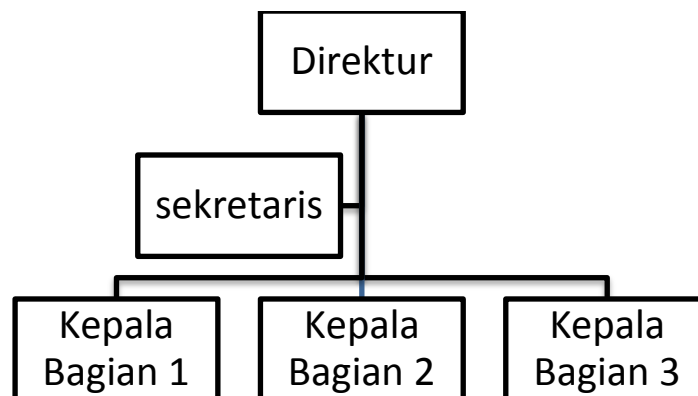 Direktur
sekretaris
Kepala
Bagian 1
Kepala
Bagian 2
Kepala
Bagian 3